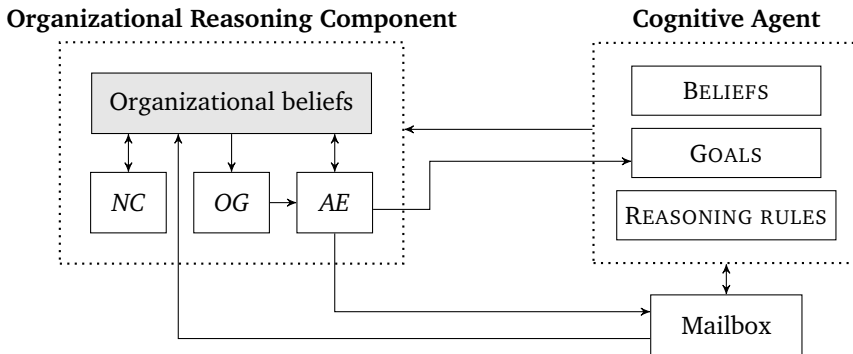 Organizational Reasoning Component
Cognitive Agent
Organizational beliefs
BELIEFS
GOALS
NC
OG
AE
REASONING RULES
Mailbox